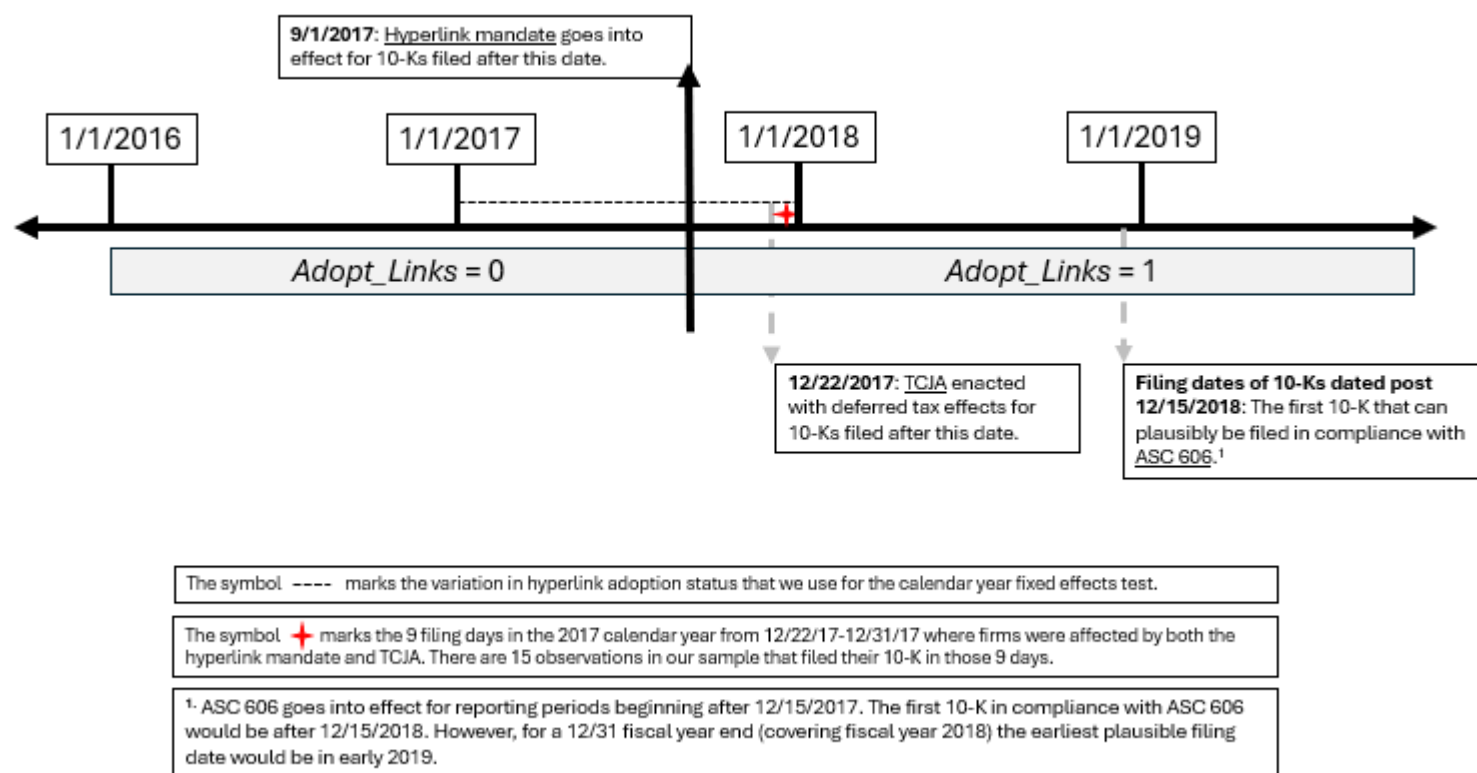 9/1/2017: Hyperlink mandate goes into
effect for 10-Ks filed after this date.
1/1/2016
1/1/2017
1/1/2018
1/1/2019
Adopt_Links = 0
Adopt_Links = 1
12/22/2017: TCJA enacted
with deferred tax effects for
10-Ks filed after this date.
Filing dates of 10-Ks dated post
12/15/2018: The first 10-K that can
plausibly be filed in compliance with
ASC 606.¹
The symbol ---- marks the variation in hyperlink adoption status that we use for the calendar year fixed effects test.
The symbol marks the 9 filing days in the 2017 calendar year from 12/22/17-12/31/17 where firms were affected by both the
hyperlink mandate and TCJA. There are 15 observations in our sample that filed their 10-K in those 9 days.
¹· ASC 606 goes into effect for reporting periods beginning after 12/15/2017. The first 10-K in compliance with ASC 606
would be after 12/15/2018. However, for a 12/31 fiscal year end (covering fiscal year 2018) the earliest plausible filing
date would be in early 2019.